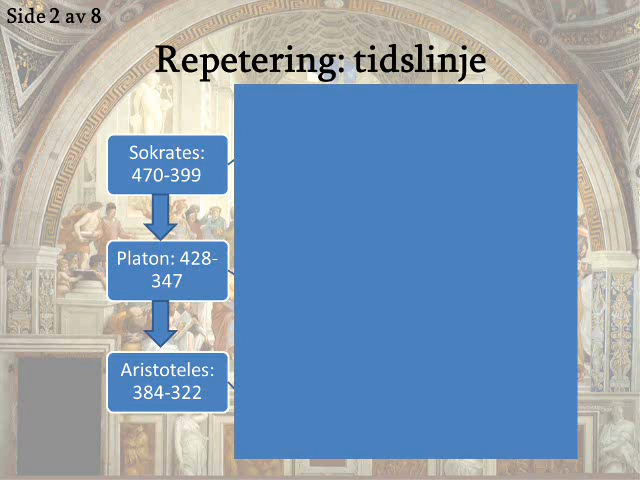 Side 2 av 8
Repetering: tidslinje
Sokrates:
470-399
Platon: 428-
347
Aristoteles:
384-322